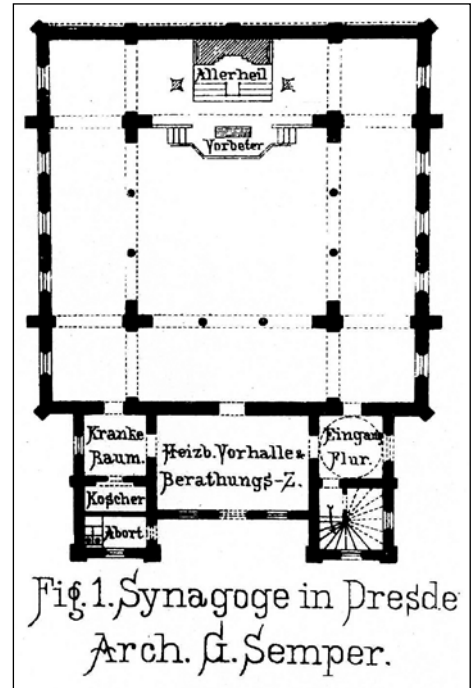 Allerheil
Vorbeter
Kranke
Raum.
Heizb. Vorhalle &
Berathungs-Z.
Eingang
Flur.
Koscher
Abort
Fig. 1. Synagoge in Dresde
Arch. G. Semper.